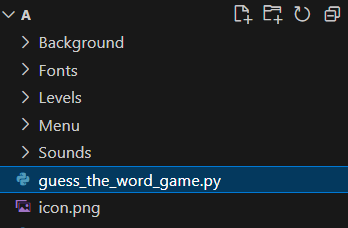 A
Background
Fonts
Levels
Menu
Sounds
guess_the_word_game.py
icon.png